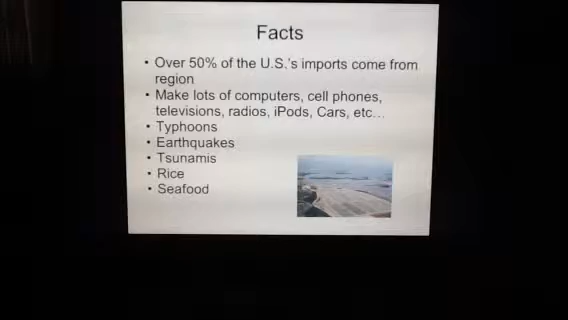 Facts
• Over 50% of the U.S.'s imports come from
region
• Make lots of computers, cell phones,
televisions, radios, iPods, Cars, etc…
• Typhoons
• Earthquakes
• Tsunamis
• Rice
• Seafood